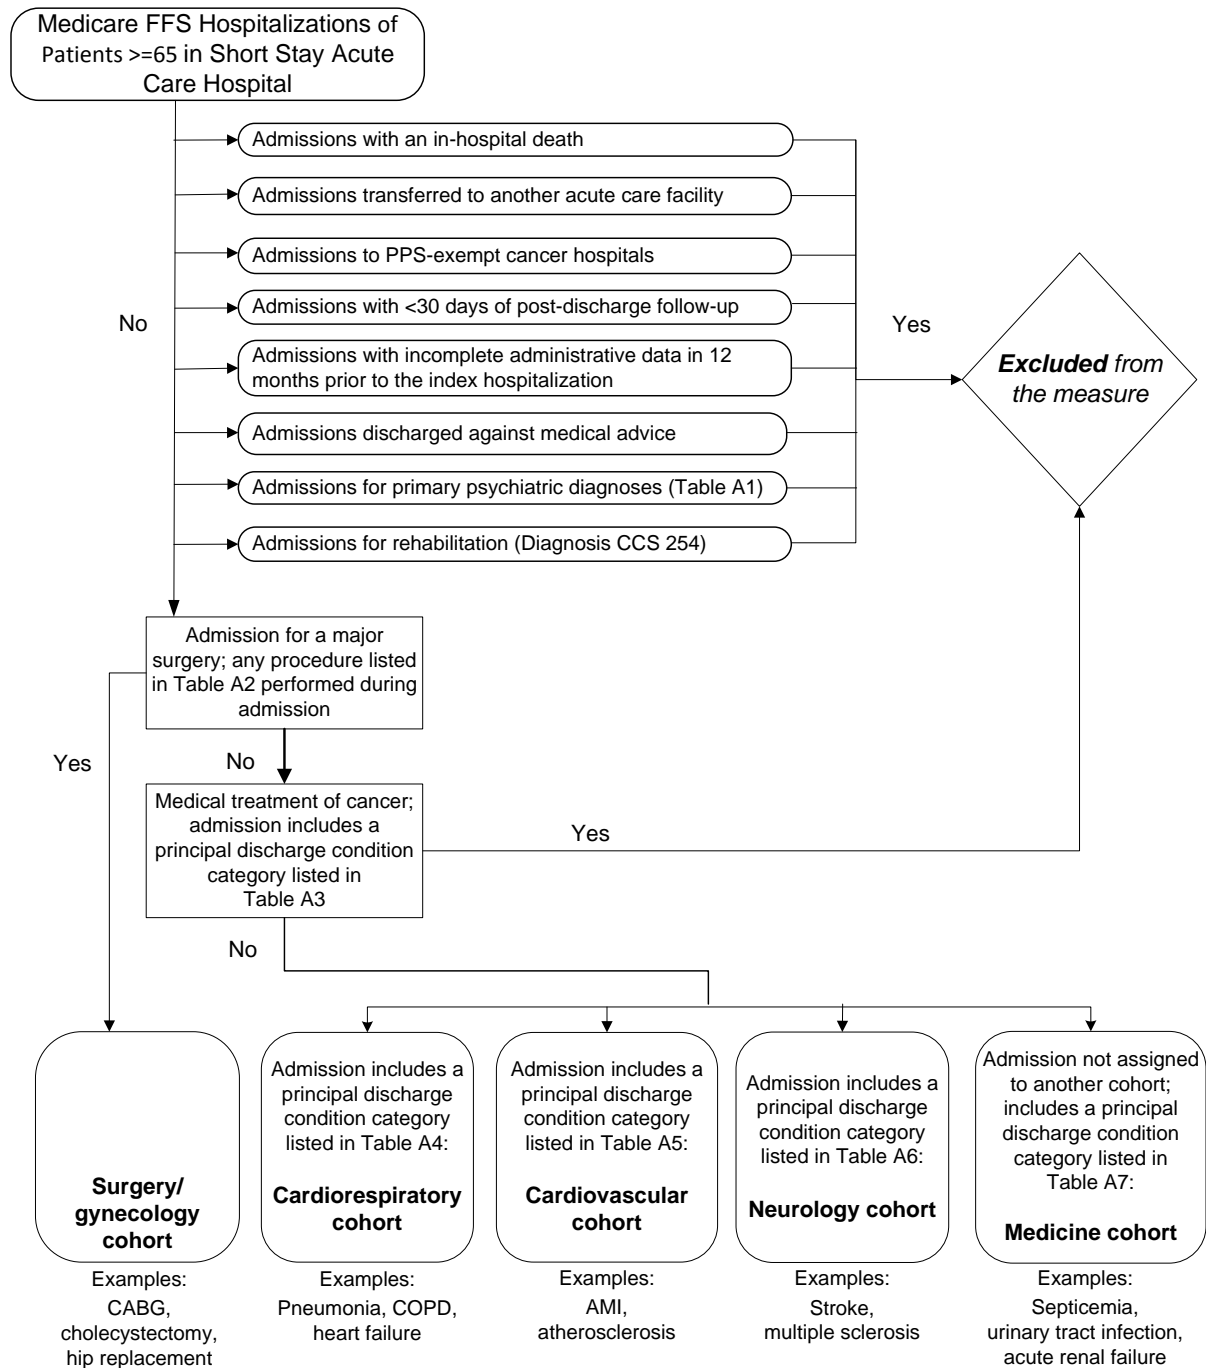 Medicare FFS Hospitalizations of
Patients >=65 in Short Stay Acute
Care Hospital
Admissions with an in-hospital death
Admissions transferred to another acute care facility
Admissions to PPS-exempt cancer hospitals
Admissions with <30 days of post-discharge follow-up
No
Yes
Admissions with incomplete administrative data in 12
months prior to the index hospitalization
Excluded from
the measure
Admissions discharged against medical advice
Admissions for primary psychiatric diagnoses (Table A1)
Admissions for rehabilitation (Diagnosis CCS 254)
Admission for a major
surgery; any procedure listed
in Table A2 performed during
admission
Yes
No
Medical treatment of cancer;
admission includes a
principal discharge condition
category listed in
Table A3
Yes
No
Surgery/
gynecology
cohort
Examples:
CABG,
cholecystectomy,
hip replacement
Admission includes a
principal discharge
condition category
listed in Table A4:
Cardiorespiratory
cohort
Examples:
Pneumonia, COPD,
heart failure
Admission includes a
principal discharge
condition category
listed in Table A5:
Cardiovascular
cohort
Examples:
AMI,
atherosclerosis
Admission includes a
principal discharge
condition category
listed in Table A6:
Neurology cohort
Examples:
Stroke,
multiple sclerosis
Admission not assigned
to another cohort;
includes a principal
discharge condition
category listed in
Table A7:
Medicine cohort
Examples:
Septicemia,
urinary tract infection,
acute renal failure